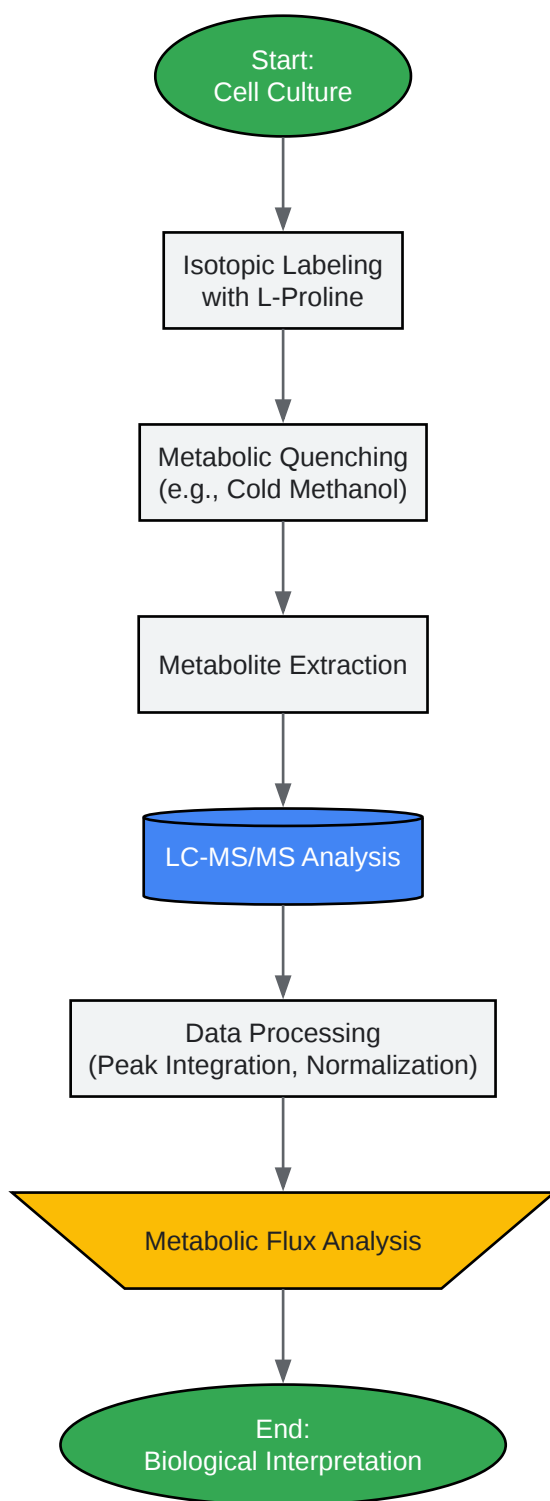 Start:
Cell Culture
Isotopic Labeling
with L-Proline
Metabolic Quenching
(e.g., Cold Methanol)
Metabolite Extraction
LC-MS/MS Analysis
Data Processing
(Peak Integration, Normalization)
Metabolic Flux Analysis
End:
Biological Interpretation